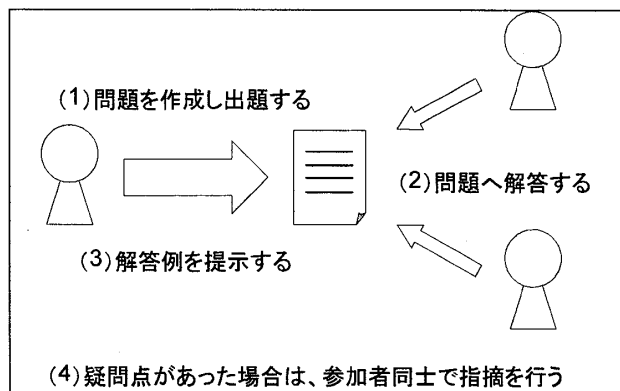 (1)問題を作成し出題する
(2)問題へ解答する
(3)解答例を提示する
(4)疑問点があった場合は、参加者同士で指摘を行う